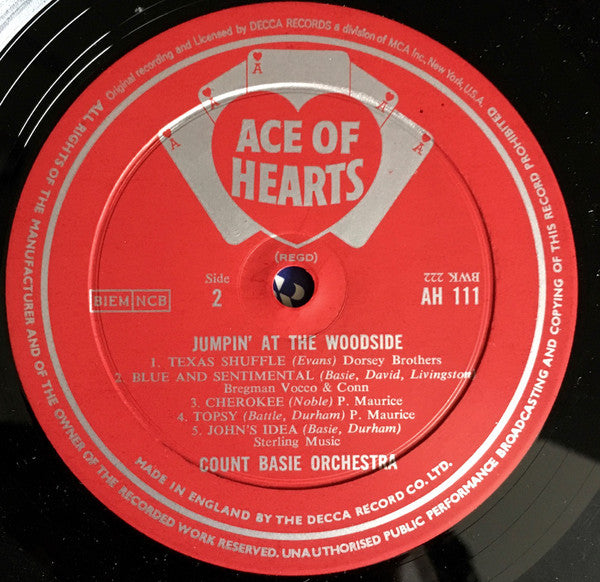 Original recording and Licensed by DECCA RECORDS a division of MCA Inc, New York, U.S.A.
ALL RIGHTS OF THE MANUFACTURER AND OF THE OWNER OF THE RECORDED WORK RESERVED. UNAUTHORISED PUBLIC PERFORMANCE BROADCASTING AND COPYING OF THIS RECORD PROHIBITED
A
A
A
A
ACE OF
HEARTS
(REGD)
Side
2
BIEM NCB
BWK 222
AH 111
JUMPIN' AT THE WOODSIDE
1. TEXAS SHUFFLE (Evans) Dorsey Brothers
2. BLUE AND SENTIMENTAL (Basie, David, Livingston)
Bregman Vocco & Conn
3. CHEROKEE (Noble) P. Maurice
4. TOPSY (Battle, Durham) P. Maurice
5. JOHN'S IDEA (Basie, Durham)
Sterling Music
COUNT BASIE ORCHESTRA
MADE IN ENGLAND BY THE DECCA RECORD CO. LTD.